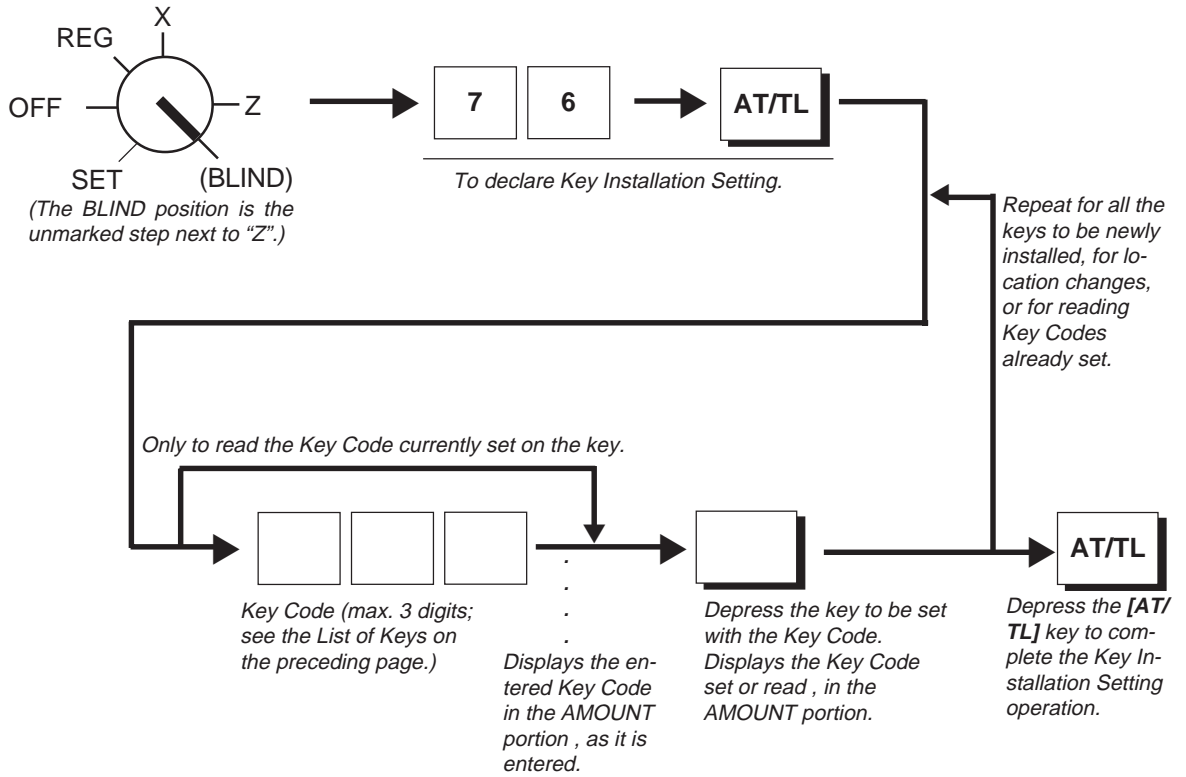 X
REG
OFF
Z
SET
(BLIND)
(The BLIND position is the
unmarked step next to “Z”.)
7 6 AT/TL
To declare Key Installation Setting.
Repeat for all the
keys to be newly
installed, for lo-
cation changes,
or for reading
Key Codes
already set.
Only to read the Key Code currently set on the key.
Key Code (max. 3 digits;
see the List of Keys on
the preceding page.)
Displays the en-
tered Key Code
in the AMOUNT
portion , as it is
entered.
Depress the key to be set
with the Key Code.
Displays the Key Code
set or read , in the
AMOUNT portion.
AT/TL
Depress the [AT/
TL] key to com-
plete the Key In-
stallation Setting
operation.